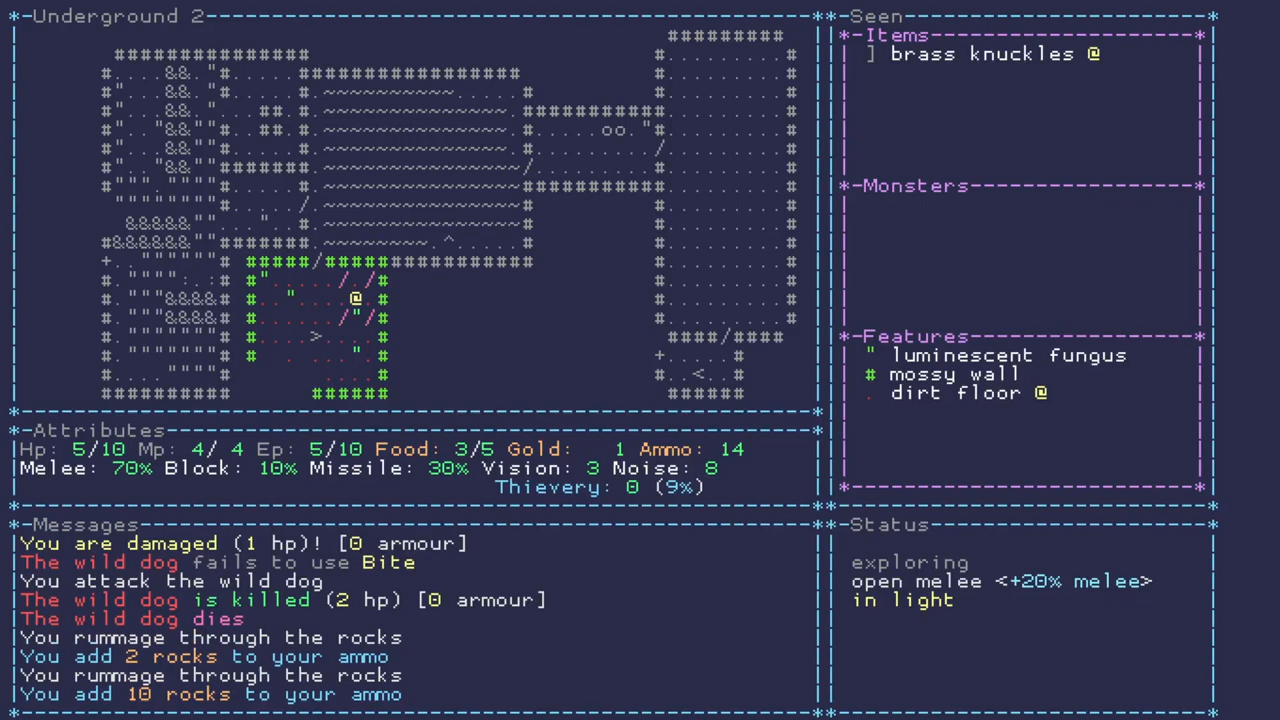 Underground 2
Seen
Items
] brass knuckles @
Monsters
Features
" luminescent fungus
# mossy wall
. dirt floor @
Attributes
Hp: 5/10 Mp: 4/ 4 Ep: 5/10 Food: 3/5 Gold: 1 Ammo: 14
Melee: 70% Block: 10% Missile: 30% Vision: 3 Noise: 8
Thievery: 0 (9%)
Messages
You are damaged (1 hp)! [0 armour]
The wild dog fails to use Bite
You attack the wild dog
The wild dog is killed (2 hp) [0 armour]
The wild dog dies
You rummage through the rocks
You add 2 rocks to your ammo
You rummage through the rocks
You add 10 rocks to your ammo
Status
exploring
open melee <+20% melee>
in light